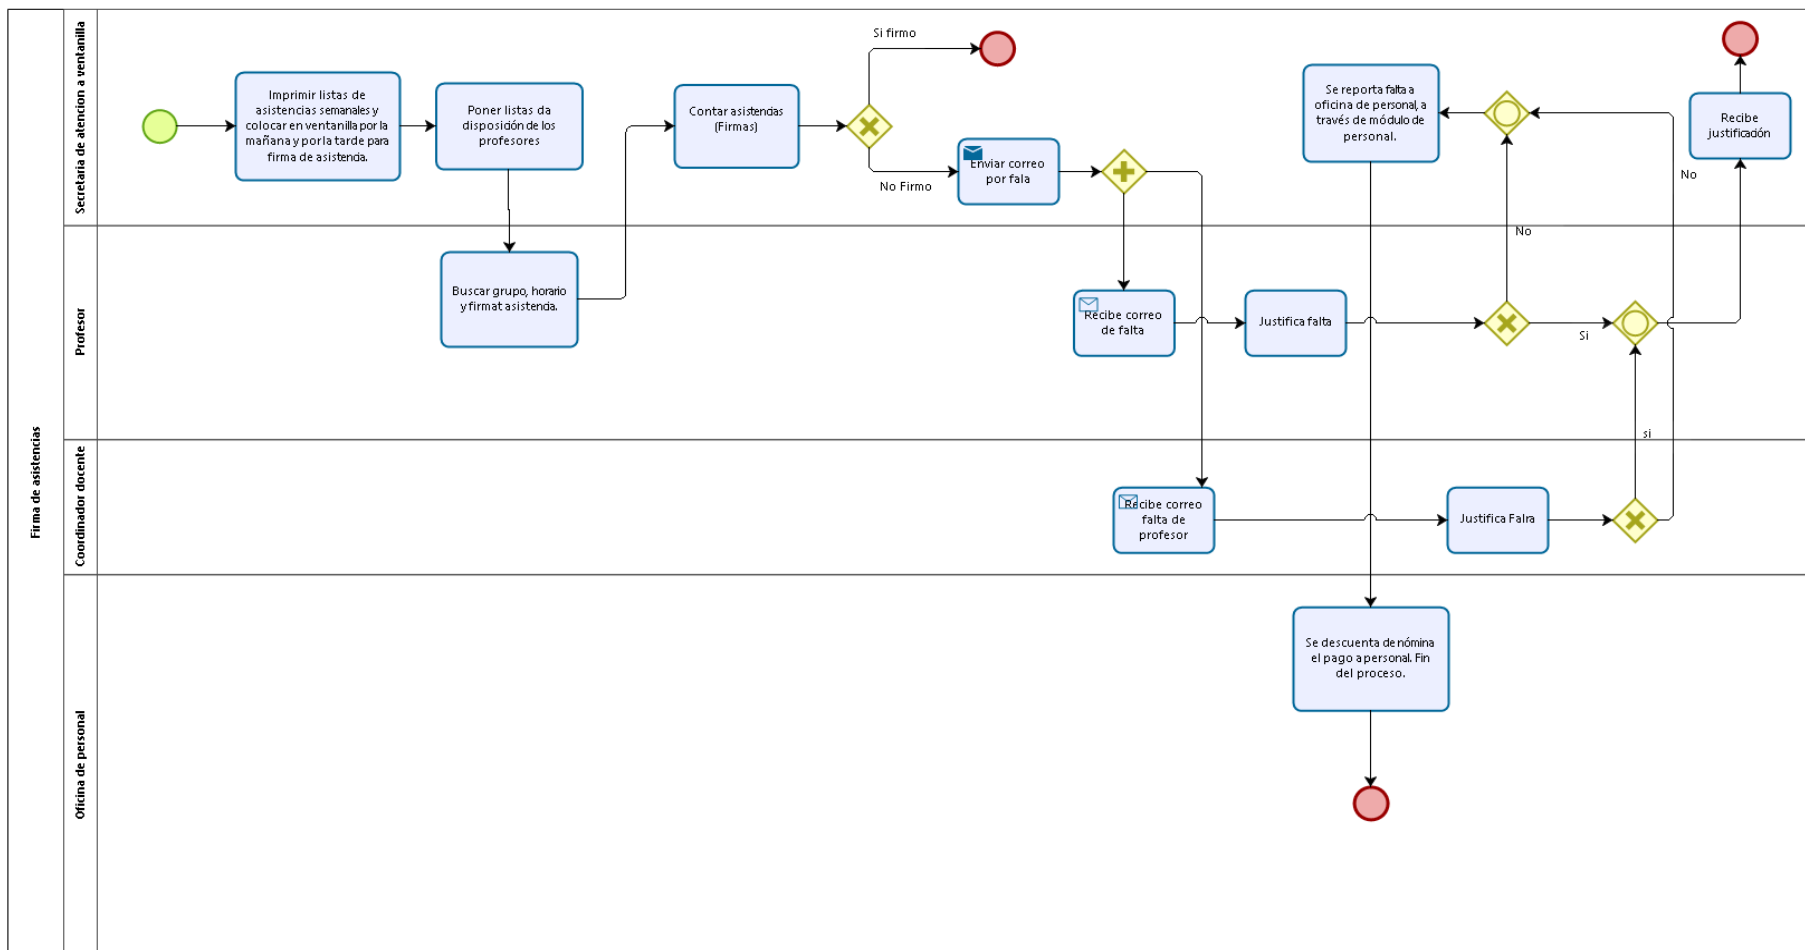 Firma de asistencias
Secretaria de atencion a ventanilla
Imprimir listas de
asistencias semanales y
colocar en ventanilla por la
mañana y por la tarde para
firma de asistencia.
Poner listas da
disposición de los
profesores
Contar asistencias
(Firmas)
Si firmo
No Firmo
Enviar correo
por fala
Se reporta falta a
oficina de personal, a
través de módulo de
personal.
Recibe
justificación
No
No
Profesor
Buscar grupo, horario
y firmat asistencia.
Recibe correo
de falta
Justifica falta
Si
si
Coordinador docente
Recibe correo
falta de
profesor
Justifica Falra
Oficina de personal
Se descuenta de nómina
el pago a personal. Fin
del proceso.